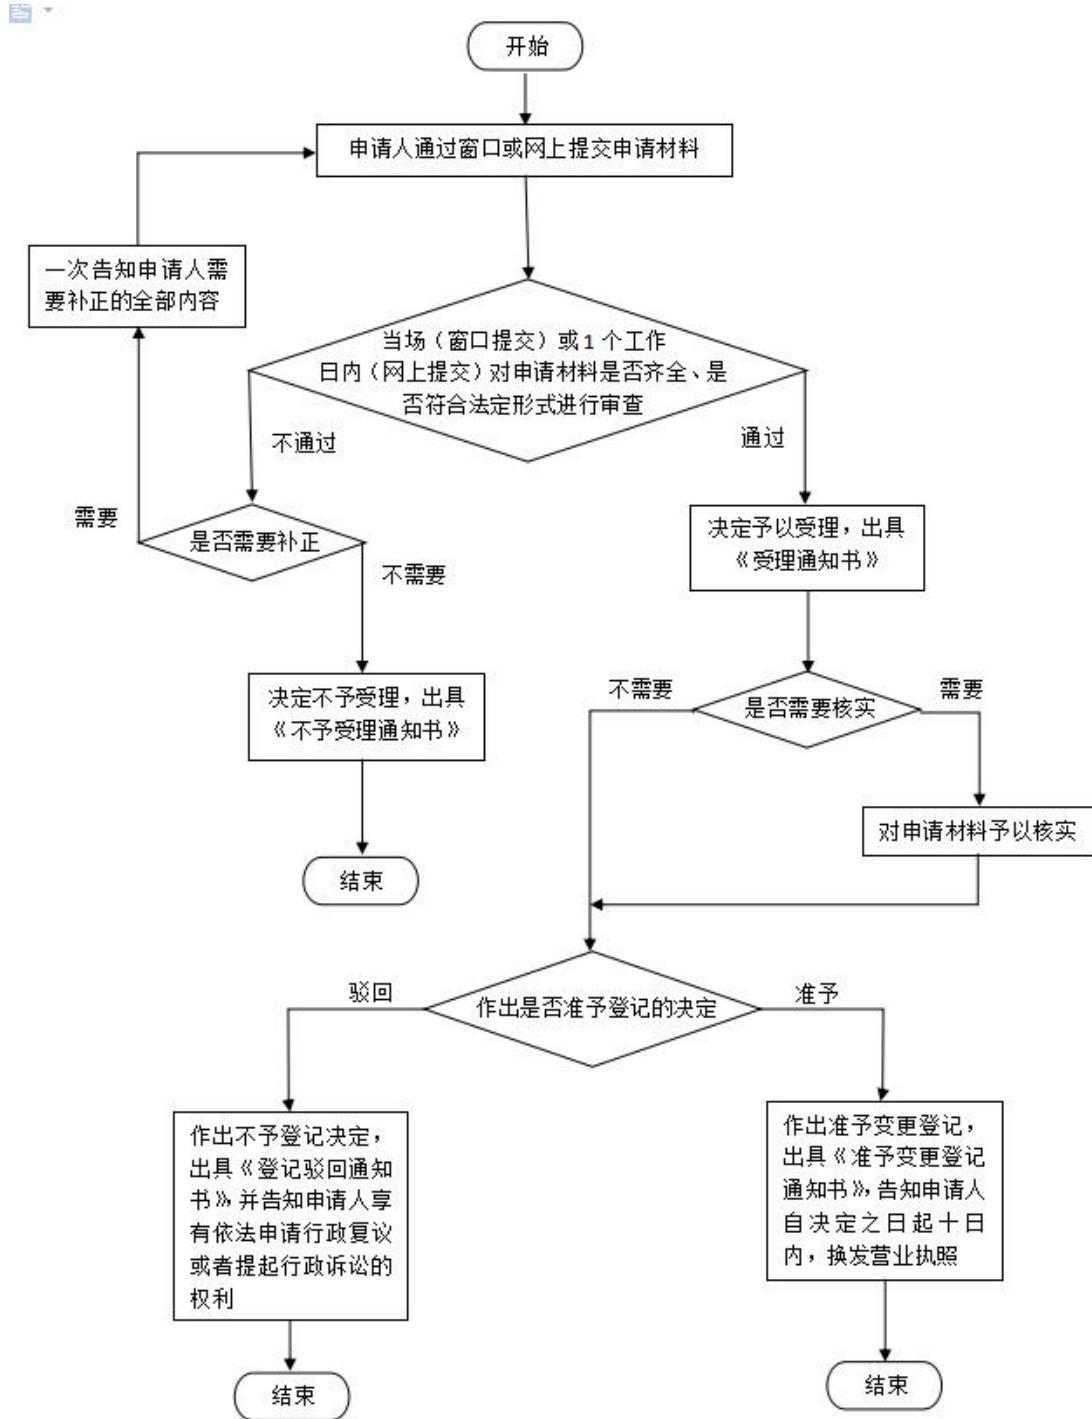 开始
申请人通过窗口或网上提交申请材料
一次告知申请人需
要补正的全部内容
当场（窗口提交）或1个工作
日内（网上提交）对申请材料是否齐全、是
否符合法定形式进行审查
不通过
通过
需要
是否需要补正
不需要
决定予以受理，出具
《受理通知书》
决定不予受理，出具
《不予受理通知书》
不需要
是否需要核实
需要
对申请材料予以核实
结束
驳回
作出是否准予登记的决定
准予
作出不予登记决定，
出具《登记驳回通知
书》，并告知申请人享
有依法申请行政复议
或者提起行政诉讼的
权利
作出准予变更登记，
出具《准予变更登记
通知书》，告知申请人
自决定之日起十日
内，换发营业执照
结束
结束